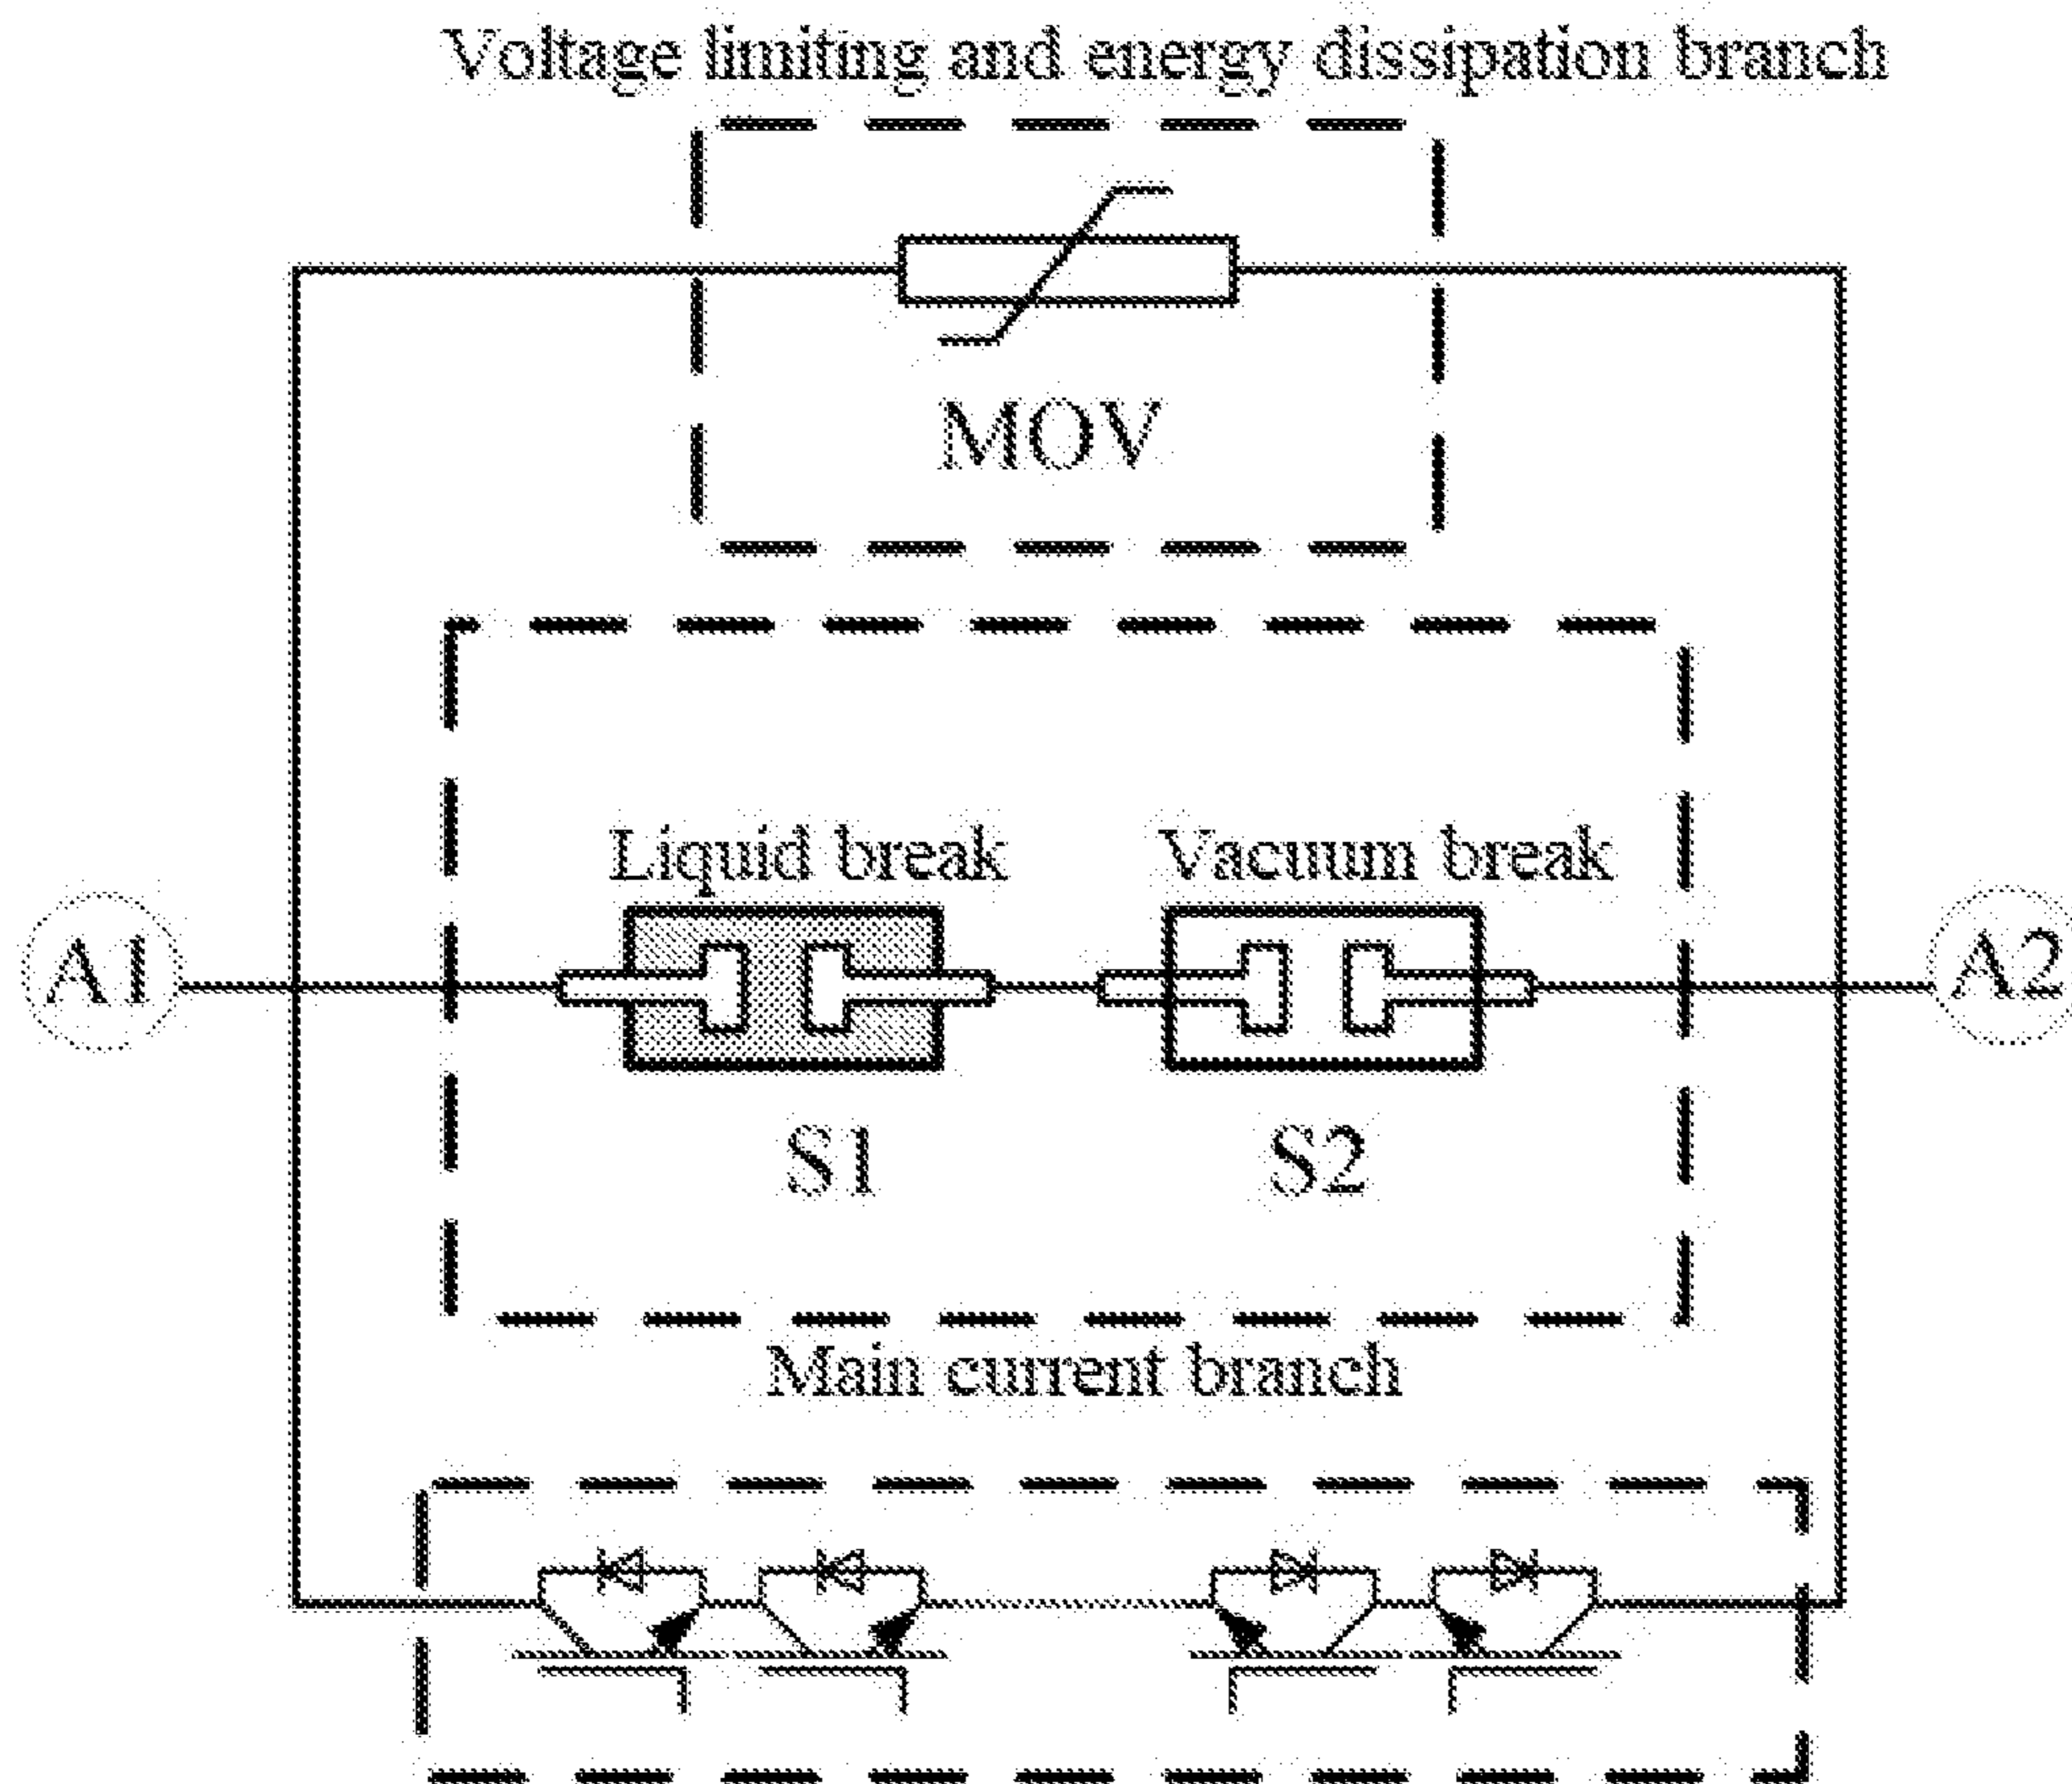 Voltage limiting and energy dissipation branch
MOV
Liquid break Vacuum break
A1 A2
S1 S2
Main current branch